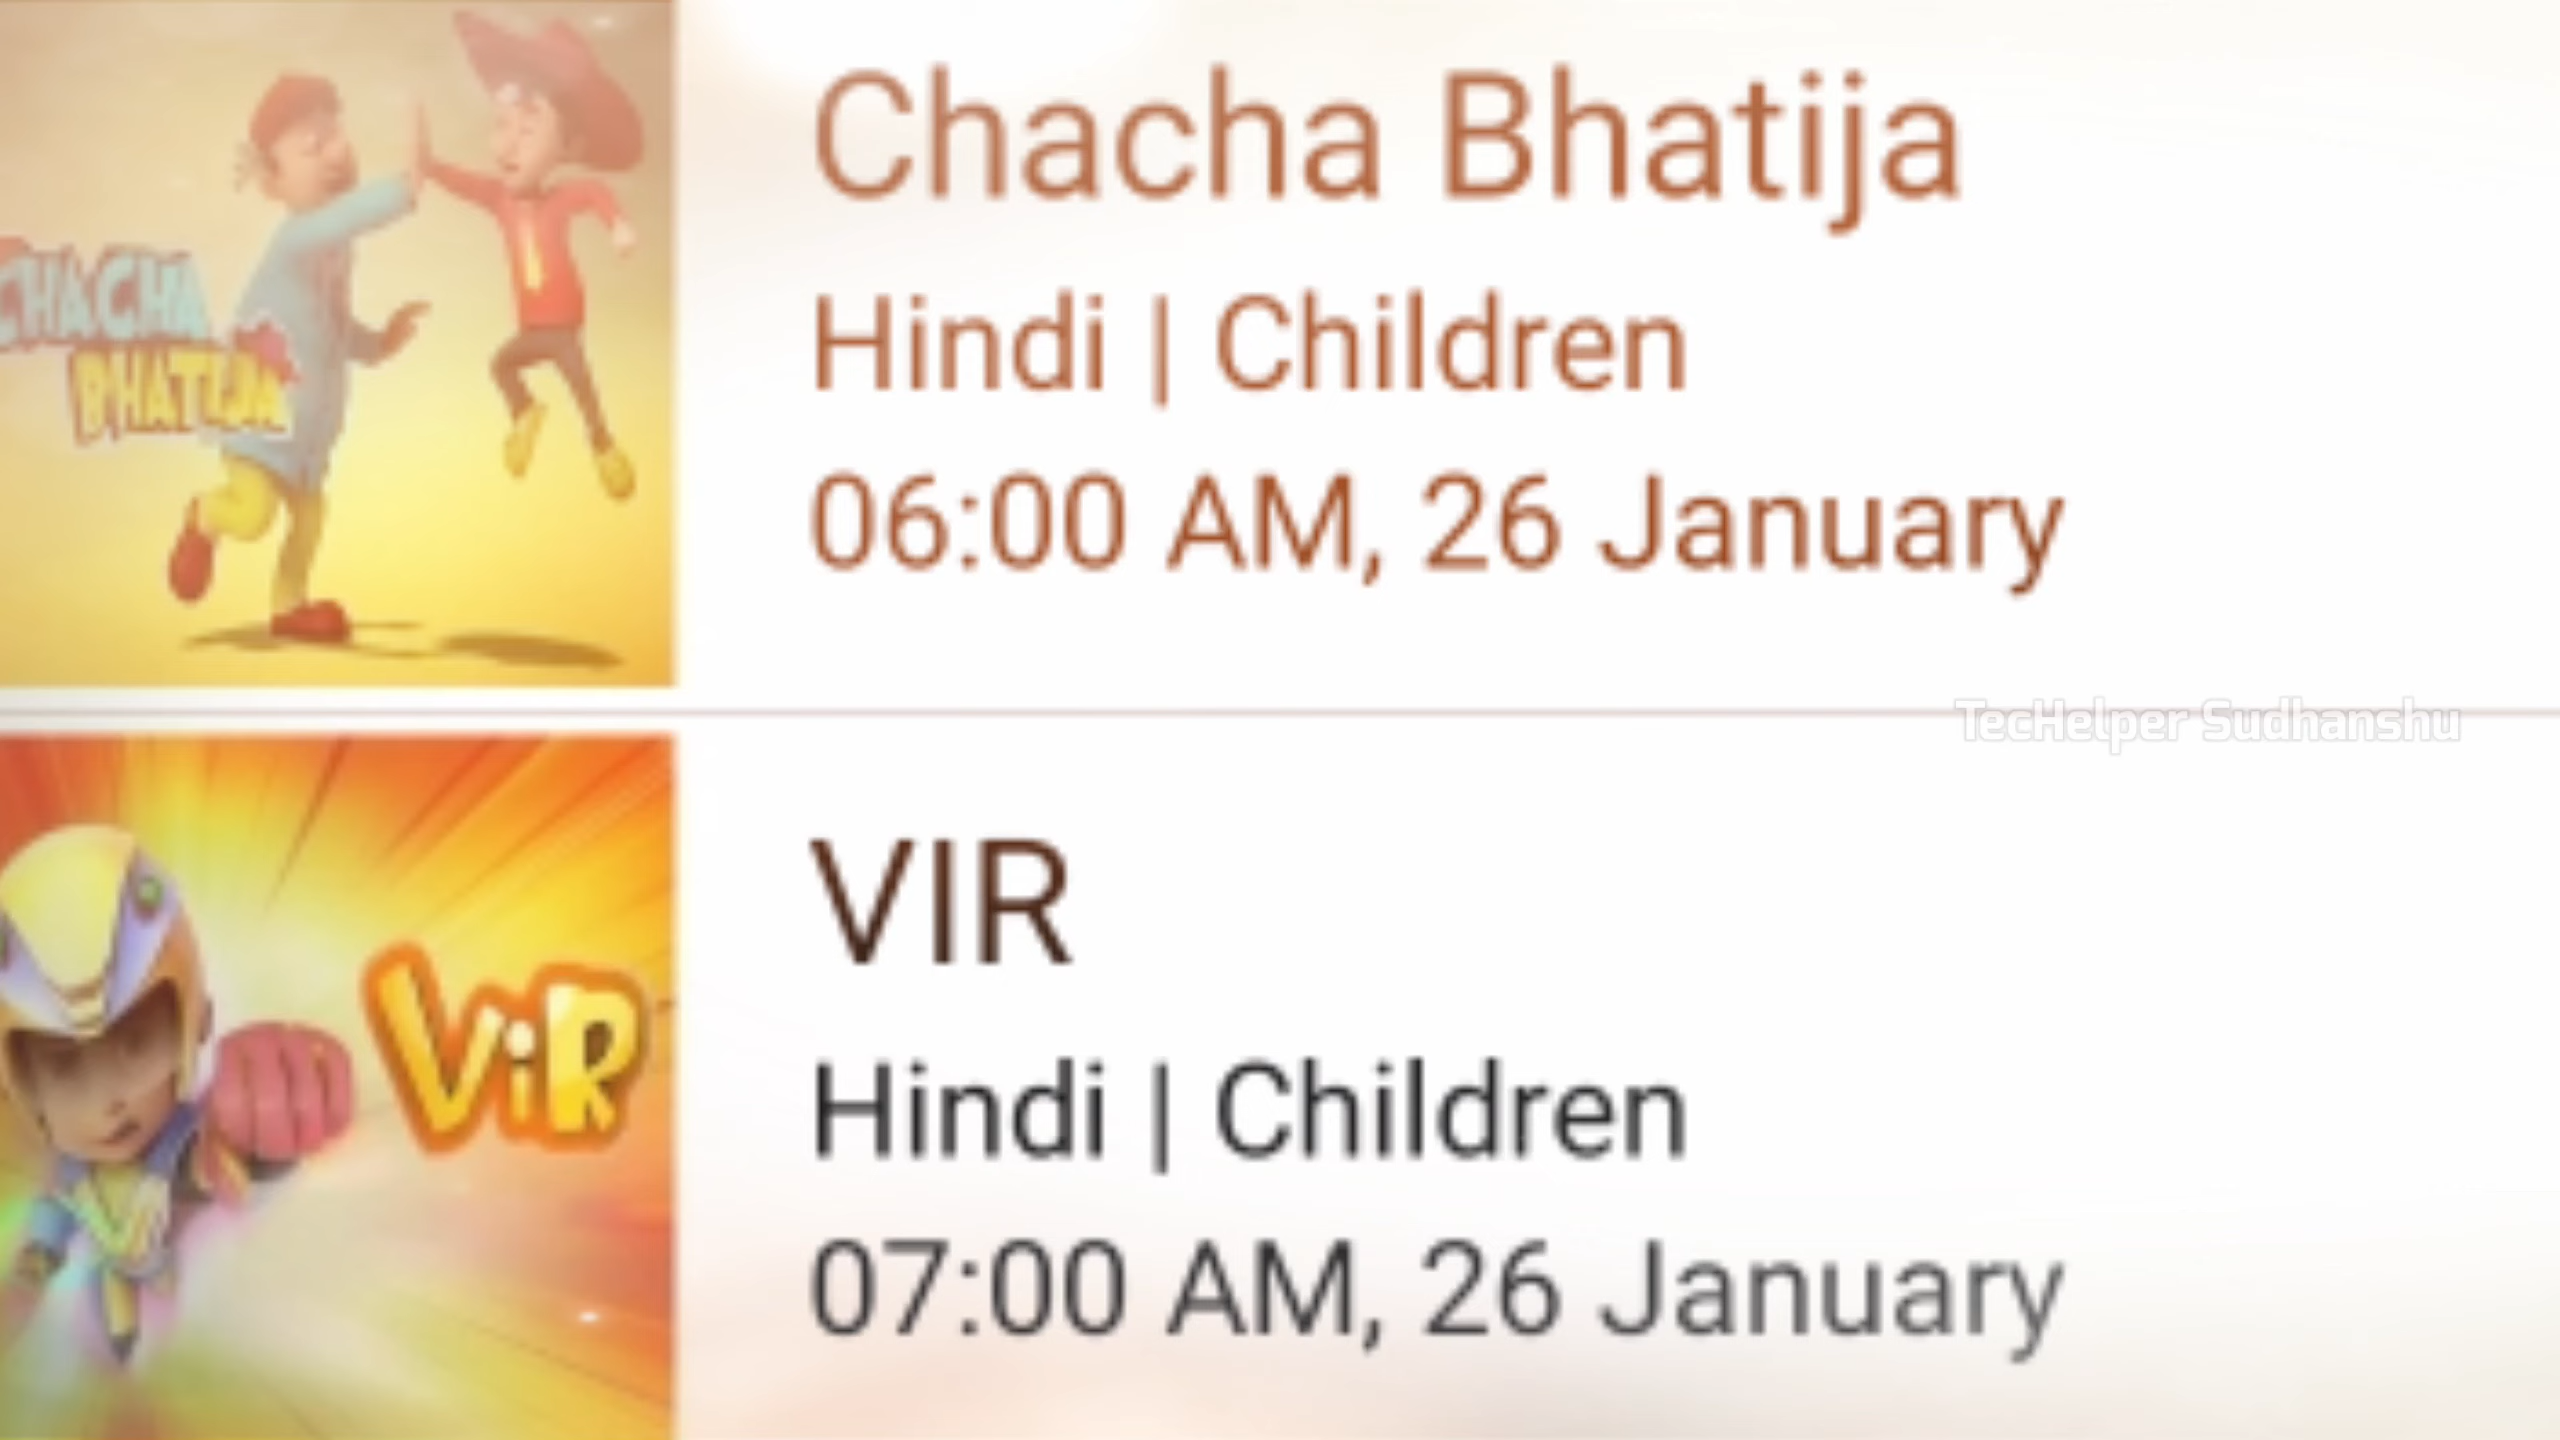 CHACHA
BHATIJA
Chacha Bhatija
Hindi | Children
06:00 AM, 26 January
TecHelper Sudhanshu
ViR
VIR
Hindi | Children
07:00 AM, 26 January